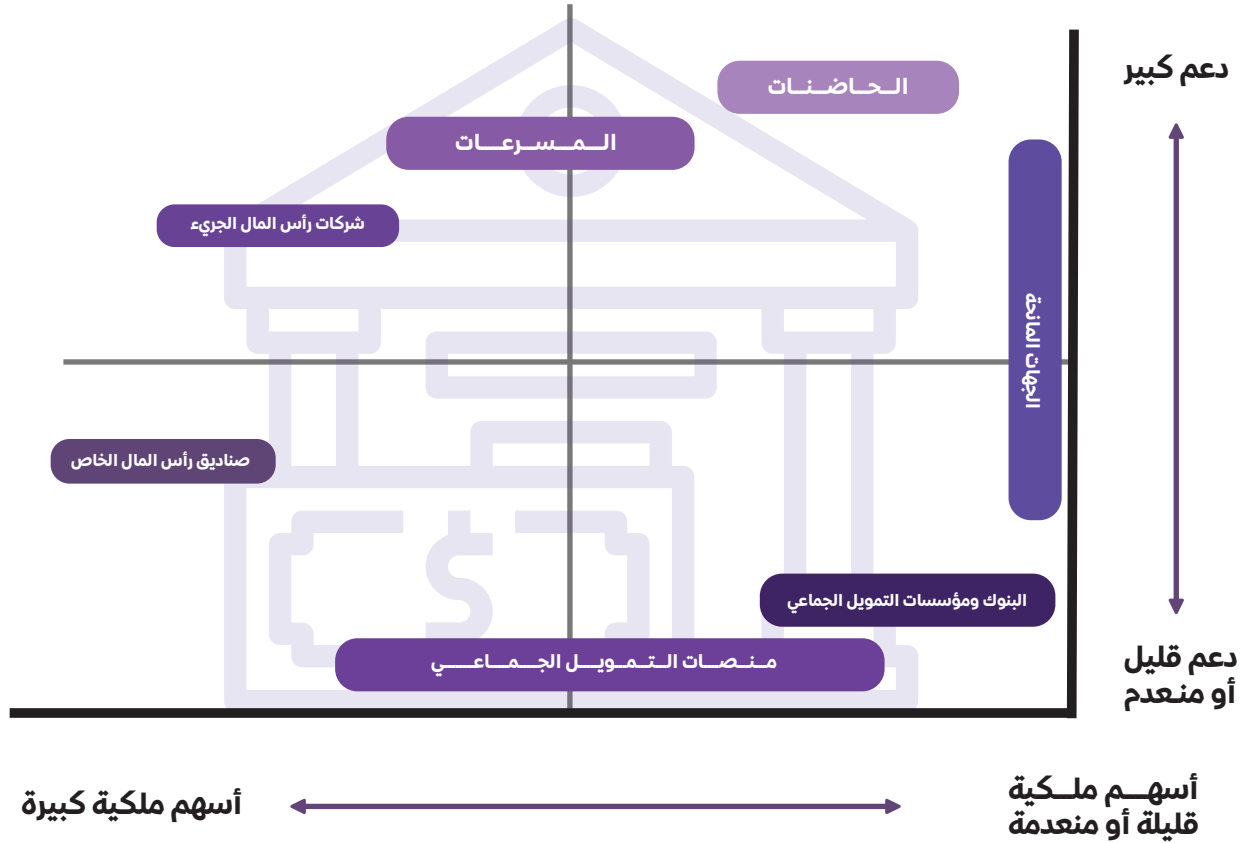 دعم كبير
الحاضنات
المسرعات
شركات رأس المال الجريء
الجهات المانحة
صناديق رأس المال الخاص
البنوك ومؤسسات التمويل الجماعي
منصات التمويل الجماعي
دعم قليل
أو منعدم
أسهم ملكية
قليلة أو منعدمة
أسهم ملكية كبيرة